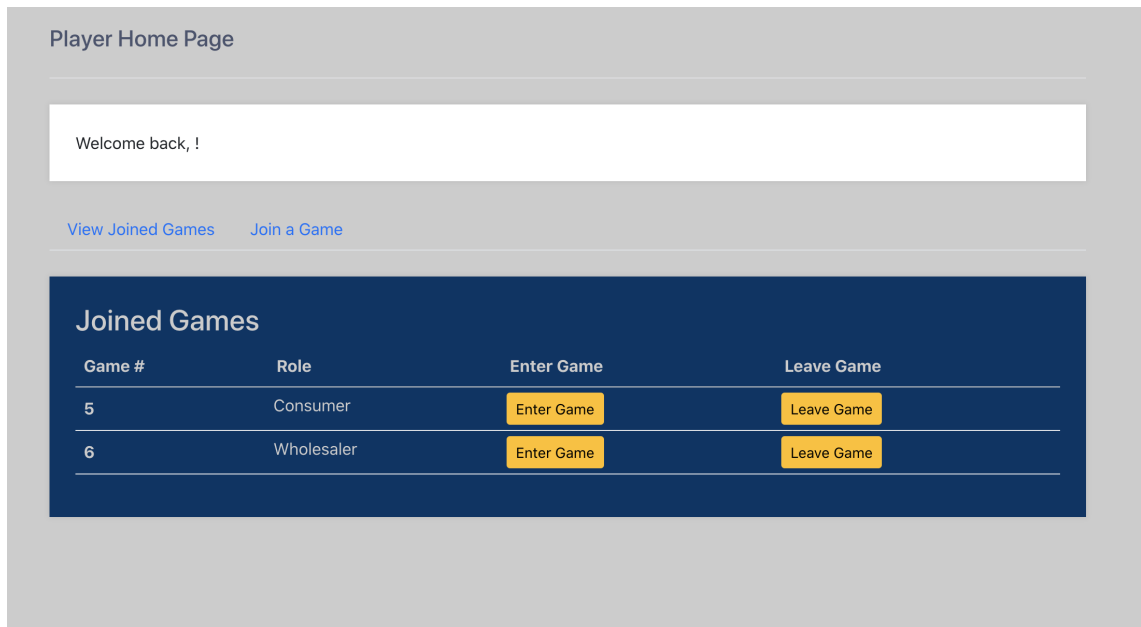 Player Home Page
Welcome back, !
View Joined Games Join a Game
Joined Games
Game # Role Enter Game Leave Game
5 Consumer Enter Game Leave Game
6 Wholesaler Enter Game Leave Game